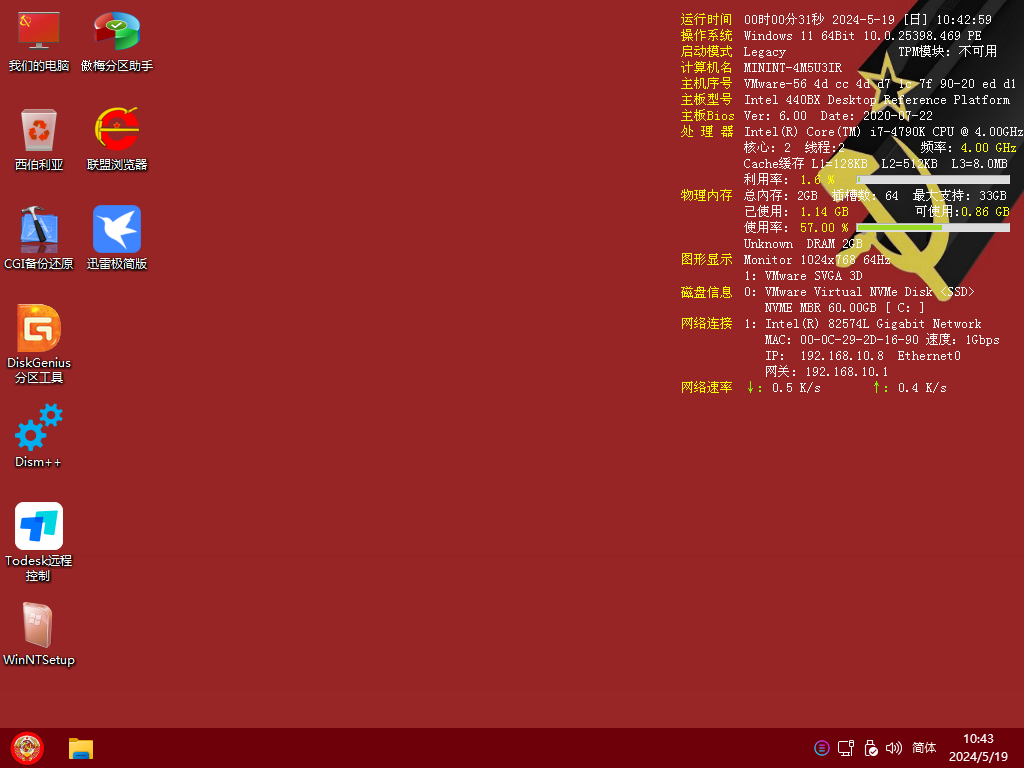 我们的电脑
傲梅分区助手
西伯利亚
联盟浏览器
CGI备份还原
迅雷极简版
DiskGenius
分区工具
Dism++
Todesk远程
控制
WinNTSetup
运行时间 00时00分31秒 2024-5-19 [日] 10:42:59
操作系统 Windows 11 64Bit 10.0.25398.469 PE
启动模式 Legacy TPM模块: 不可用
计算机名 MININT-4M5U3IR
主机序号 VMware-56 4d cc 4d d7 1c 7f 90-20 ed d1
主板型号 Intel 440BX Desktop Reference Platform
主板Bios Ver: 6.00 Date: 2020-07-22
处 理 器 Intel(R) Core(TM) i7-4790K CPU @ 4.00GHz
核心: 2 线程:2 频率: 4.00 GHz
Cache缓存 L1=128KB L2=512KB L3=8.0MB
利用率: 1.6 %
物理内存 总内存: 2GB 插槽数: 64 最大支持: 33GB
已使用: 1.14 GB 可使用:0.86 GB
使用率: 57.00 %
Unknown DRAM 2GB
图形显示 Monitor 1024x768 64Hz
1: VMware SVGA 3D
磁盘信息 0: VMware Virtual NVMe Disk <SSD>
NVME MBR 60.00GB [ C: ]
网络连接 1: Intel(R) 82574L Gigabit Network
MAC: 00-0C-29-2D-16-90 速度: 1Gbps
IP: 192.168.10.8 Ethernet0
网关: 192.168.10.1
网络速率 ↓: 0.5 K/s ↑: 0.4 K/s
简体
10:43
2024/5/19